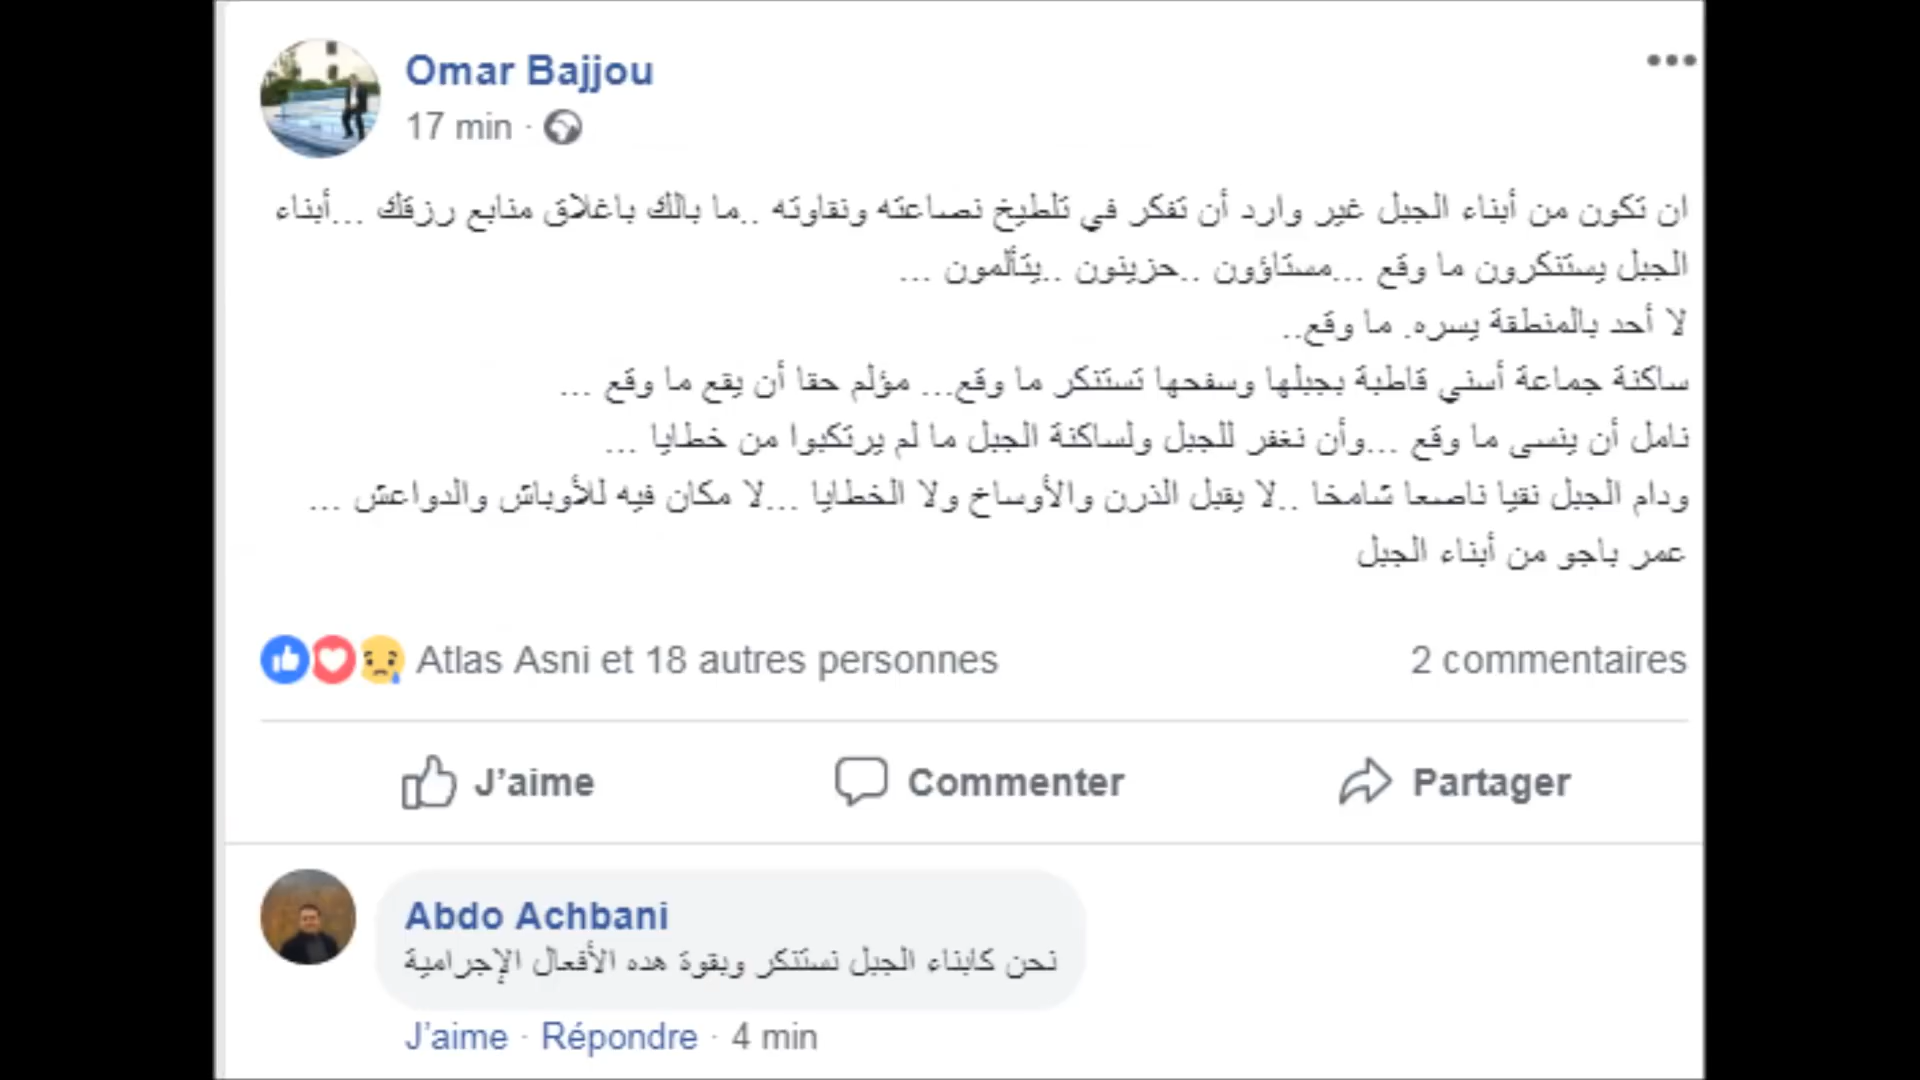 Omar Bajjou
17 min ·
ان تكون من أبناء الجبل غير وارد أن تفكر في تلطيخ نصاعته ونقاوته ..ما بالك باغلاق منابع رزقك ...أبناء
الجبل يستنكرون ما وقع ...مستاؤون ..حزينون ..يتألمون ...
لا أحد بالمنطقة يسره. ما وقع..
ساكنة جماعة أسني قاطبة بجبلها وسفحها تستنكر ما وقع... مؤلم حقا أن يقع ما وقع ...
نامل أن ينسى ما وقع ...وأن نغفر للجبل ولساكنة الجبل ما لم يرتكبوا من خطايا ...
ودام الجبل نقيا ناصعا شامخا ..لا يقبل الذرن والأوساخ ولا الخطايا ...لا مكان فيه للأوباش والدواعش ...
عمر باجو من أبناء الجبل
Atlas Asni et 18 autres personnes 2 commentaires
J’aime Commenter Partager
Abdo Achbani
نحن كابناء الجبل نستنكر وبقوة هده الأفعال الإجرامية
J’aime · Répondre · 4 min